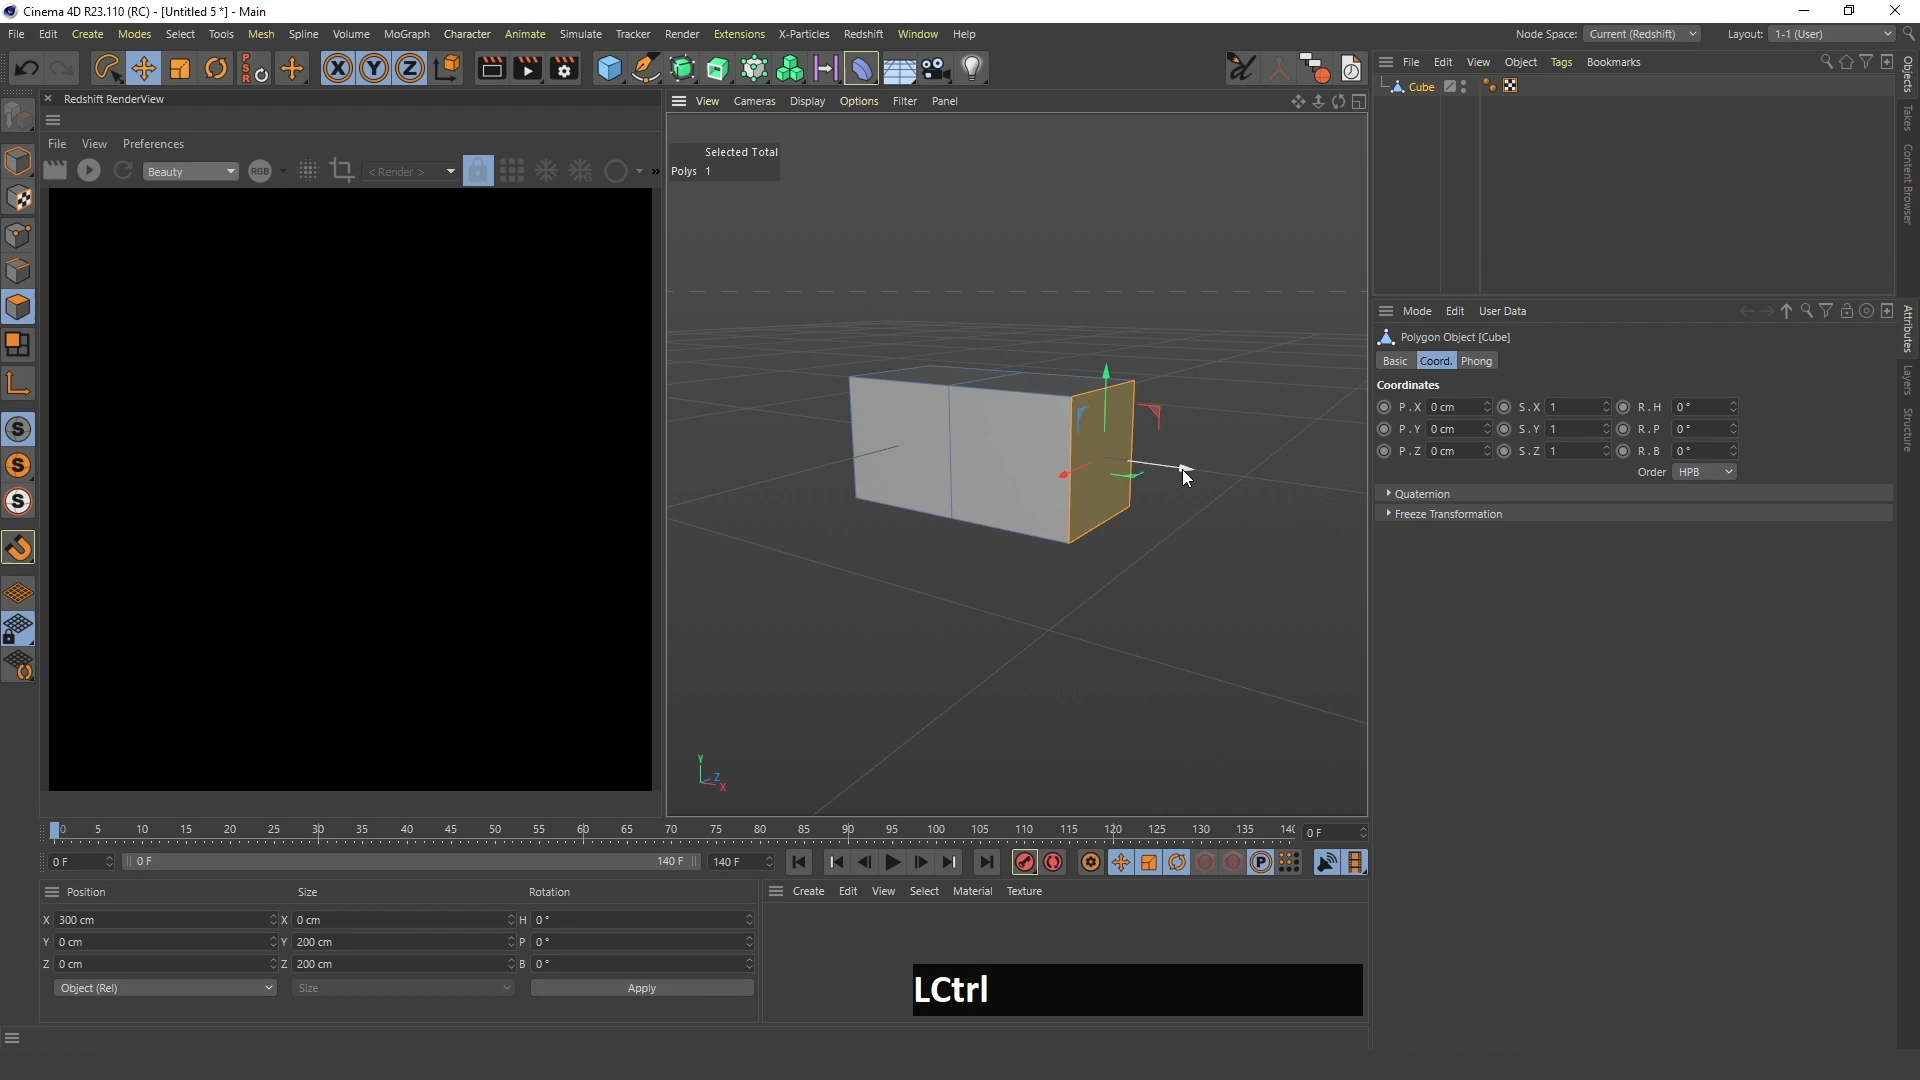 Cinema 4D R23.110 (RC) - [Untitled 5 *] - Main
File Edit Create Modes Select Tools Mesh Spline Volume MoGraph Character Animate Simulate Tracker Render Extensions X-Particles Redshift Window Help
Node Space: Current (Redshift) Layout: 1-1 (User)
PSR X Y Z
File Edit View Object Tags Bookmarks
Redshift RenderView
View Cameras Display Options Filter Panel
Cube
File View Preferences
Beauty RGB < Render >
Selected Total
Polys 1
Objects
Takes
Content Browser
Mode Edit User Data
Polygon Object [Cube]
Basic Coord. Phong
Coordinates
P . X 0 cm S . X 1 R . H 0 °
P . Y 0 cm S . Y 1 R . P 0 °
P . Z 0 cm S . Z 1 R . B 0 °
Order HPB
Quaternion
Freeze Transformation
Attributes
Layers
Structure
S
S
S
Y
Z
X
0 5 10 15 20 25 30 35 40 45 50 55 60 65 70 75 80 85 90 95 100 105 110 115 120 125 130 135 140 0 F
0 F 0 F 140 F 140 F P
Position Size Rotation
X 300 cm X 0 cm H 0 °
Y 0 cm Y 200 cm P 0 °
Z 0 cm Z 200 cm B 0 °
Object (Rel) Size Apply
Create Edit View Select Material Texture
LCtrl